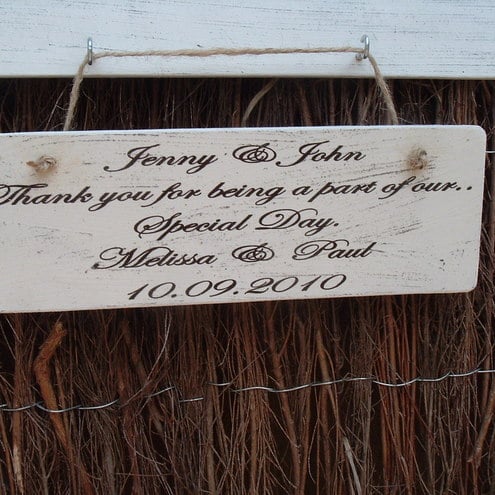 Jenny & John
Thank you for being a part of our..
Special Day.
Melissa & Paul
10.09.2010